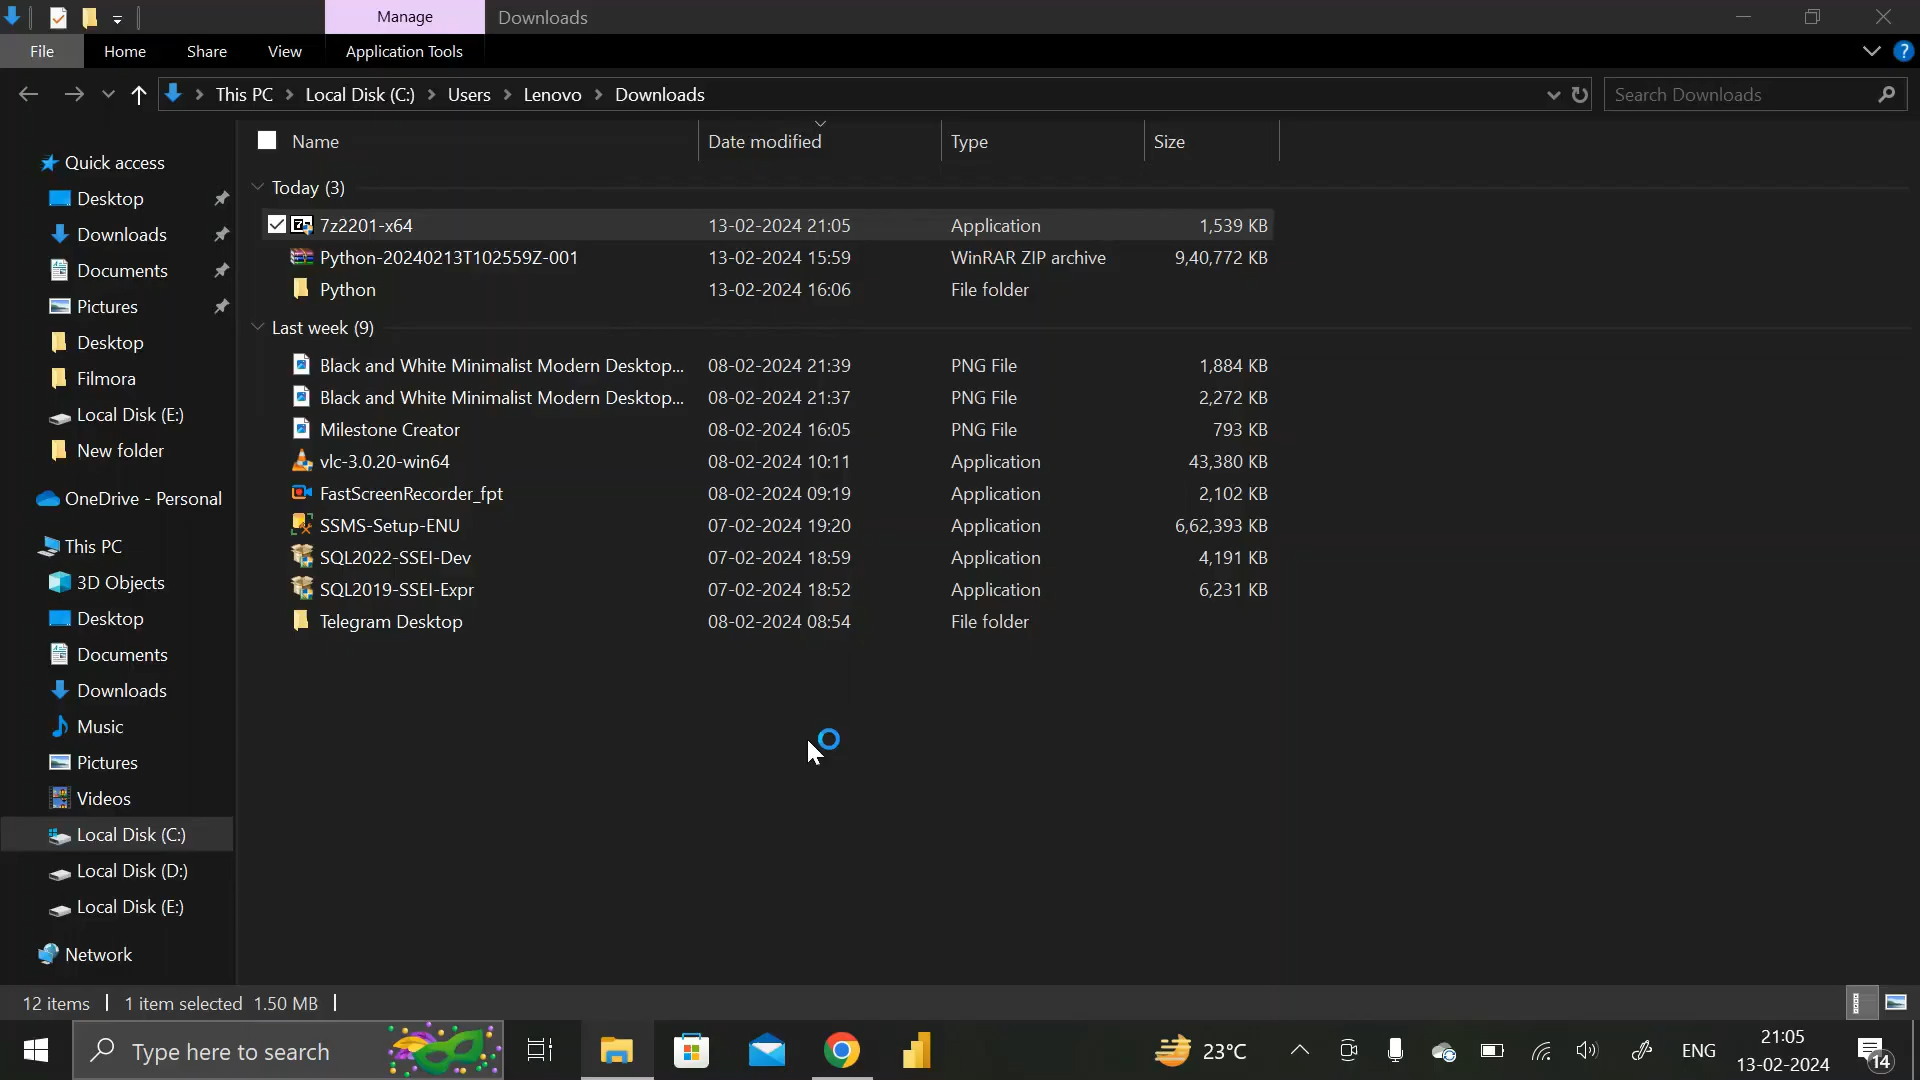 Manage
Downloads
File
Home
Share
View
Application Tools
?
This PC
Local Disk (C:)
Users
Lenovo
Downloads
Search Downloads
Name
Date modified
Type
Size
Quick access
Desktop
Downloads
Documents
Pictures
Desktop
Filmora
Local Disk (E:)
New folder
OneDrive - Personal
This PC
3D Objects
Desktop
Documents
Downloads
Music
Pictures
Videos
Local Disk (C:)
Local Disk (D:)
Local Disk (E:)
Network
Today (3)
7z2201-x64 13-02-2024 21:05 Application 1,539 KB
Python-20240213T102559Z-001 13-02-2024 15:59 WinRAR ZIP archive 9,40,772 KB
Python 13-02-2024 16:06 File folder
Last week (9)
Black and White Minimalist Modern Desktop... 08-02-2024 21:39 PNG File 1,884 KB
Black and White Minimalist Modern Desktop... 08-02-2024 21:37 PNG File 2,272 KB
Milestone Creator 08-02-2024 16:05 PNG File 793 KB
vlc-3.0.20-win64 08-02-2024 10:11 Application 43,380 KB
FastScreenRecorder_fpt 08-02-2024 09:19 Application 2,102 KB
SSMS-Setup-ENU 07-02-2024 19:20 Application 6,62,393 KB
SQL2022-SSEI-Dev 07-02-2024 18:59 Application 4,191 KB
SQL2019-SSEI-Expr 07-02-2024 18:52 Application 6,231 KB
Telegram Desktop 08-02-2024 08:54 File folder
12 items
1 item selected 1.50 MB
Type here to search
23°C
ENG
21:05
13-02-2024
14